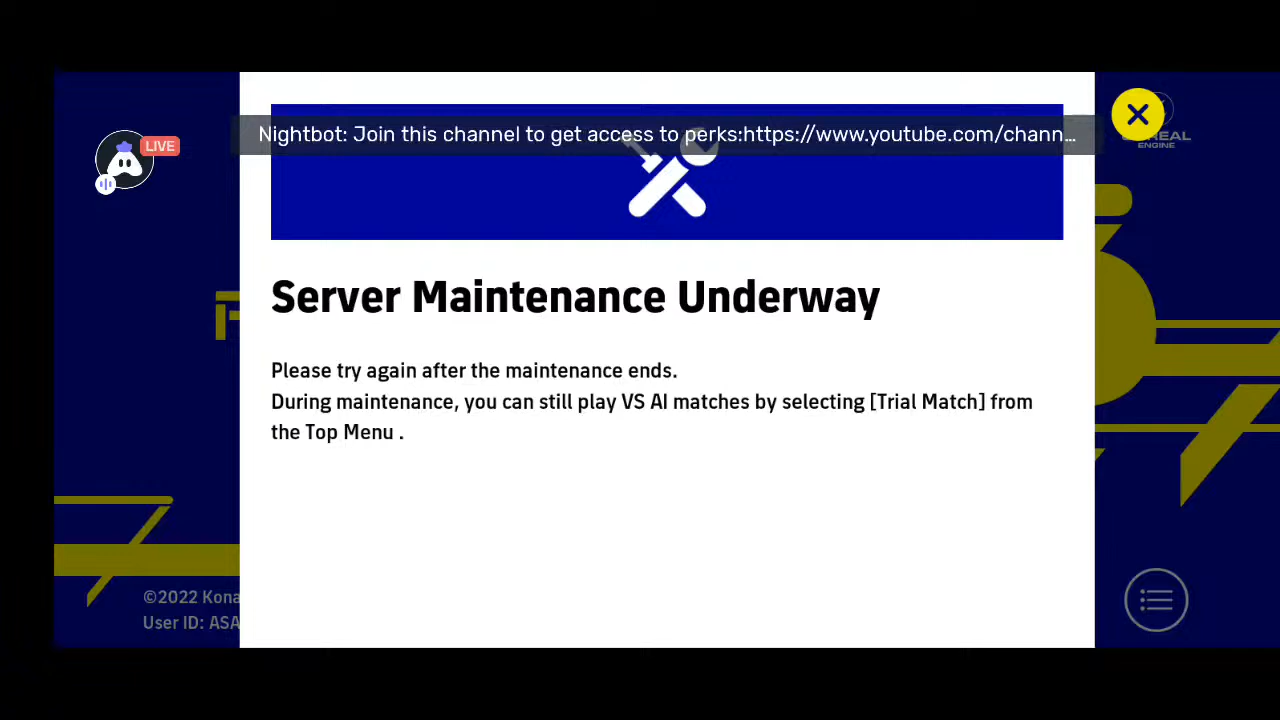 LIVE
Nightbot: Join this channel to get access to perks:https://www.youtube.com/chann...
ENGINE
Server Maintenance Underway
Please try again after the maintenance ends.
During maintenance, you can still play VS AI matches by selecting [Trial Match] from
the Top Menu .
©2022 Kona
User ID: ASA